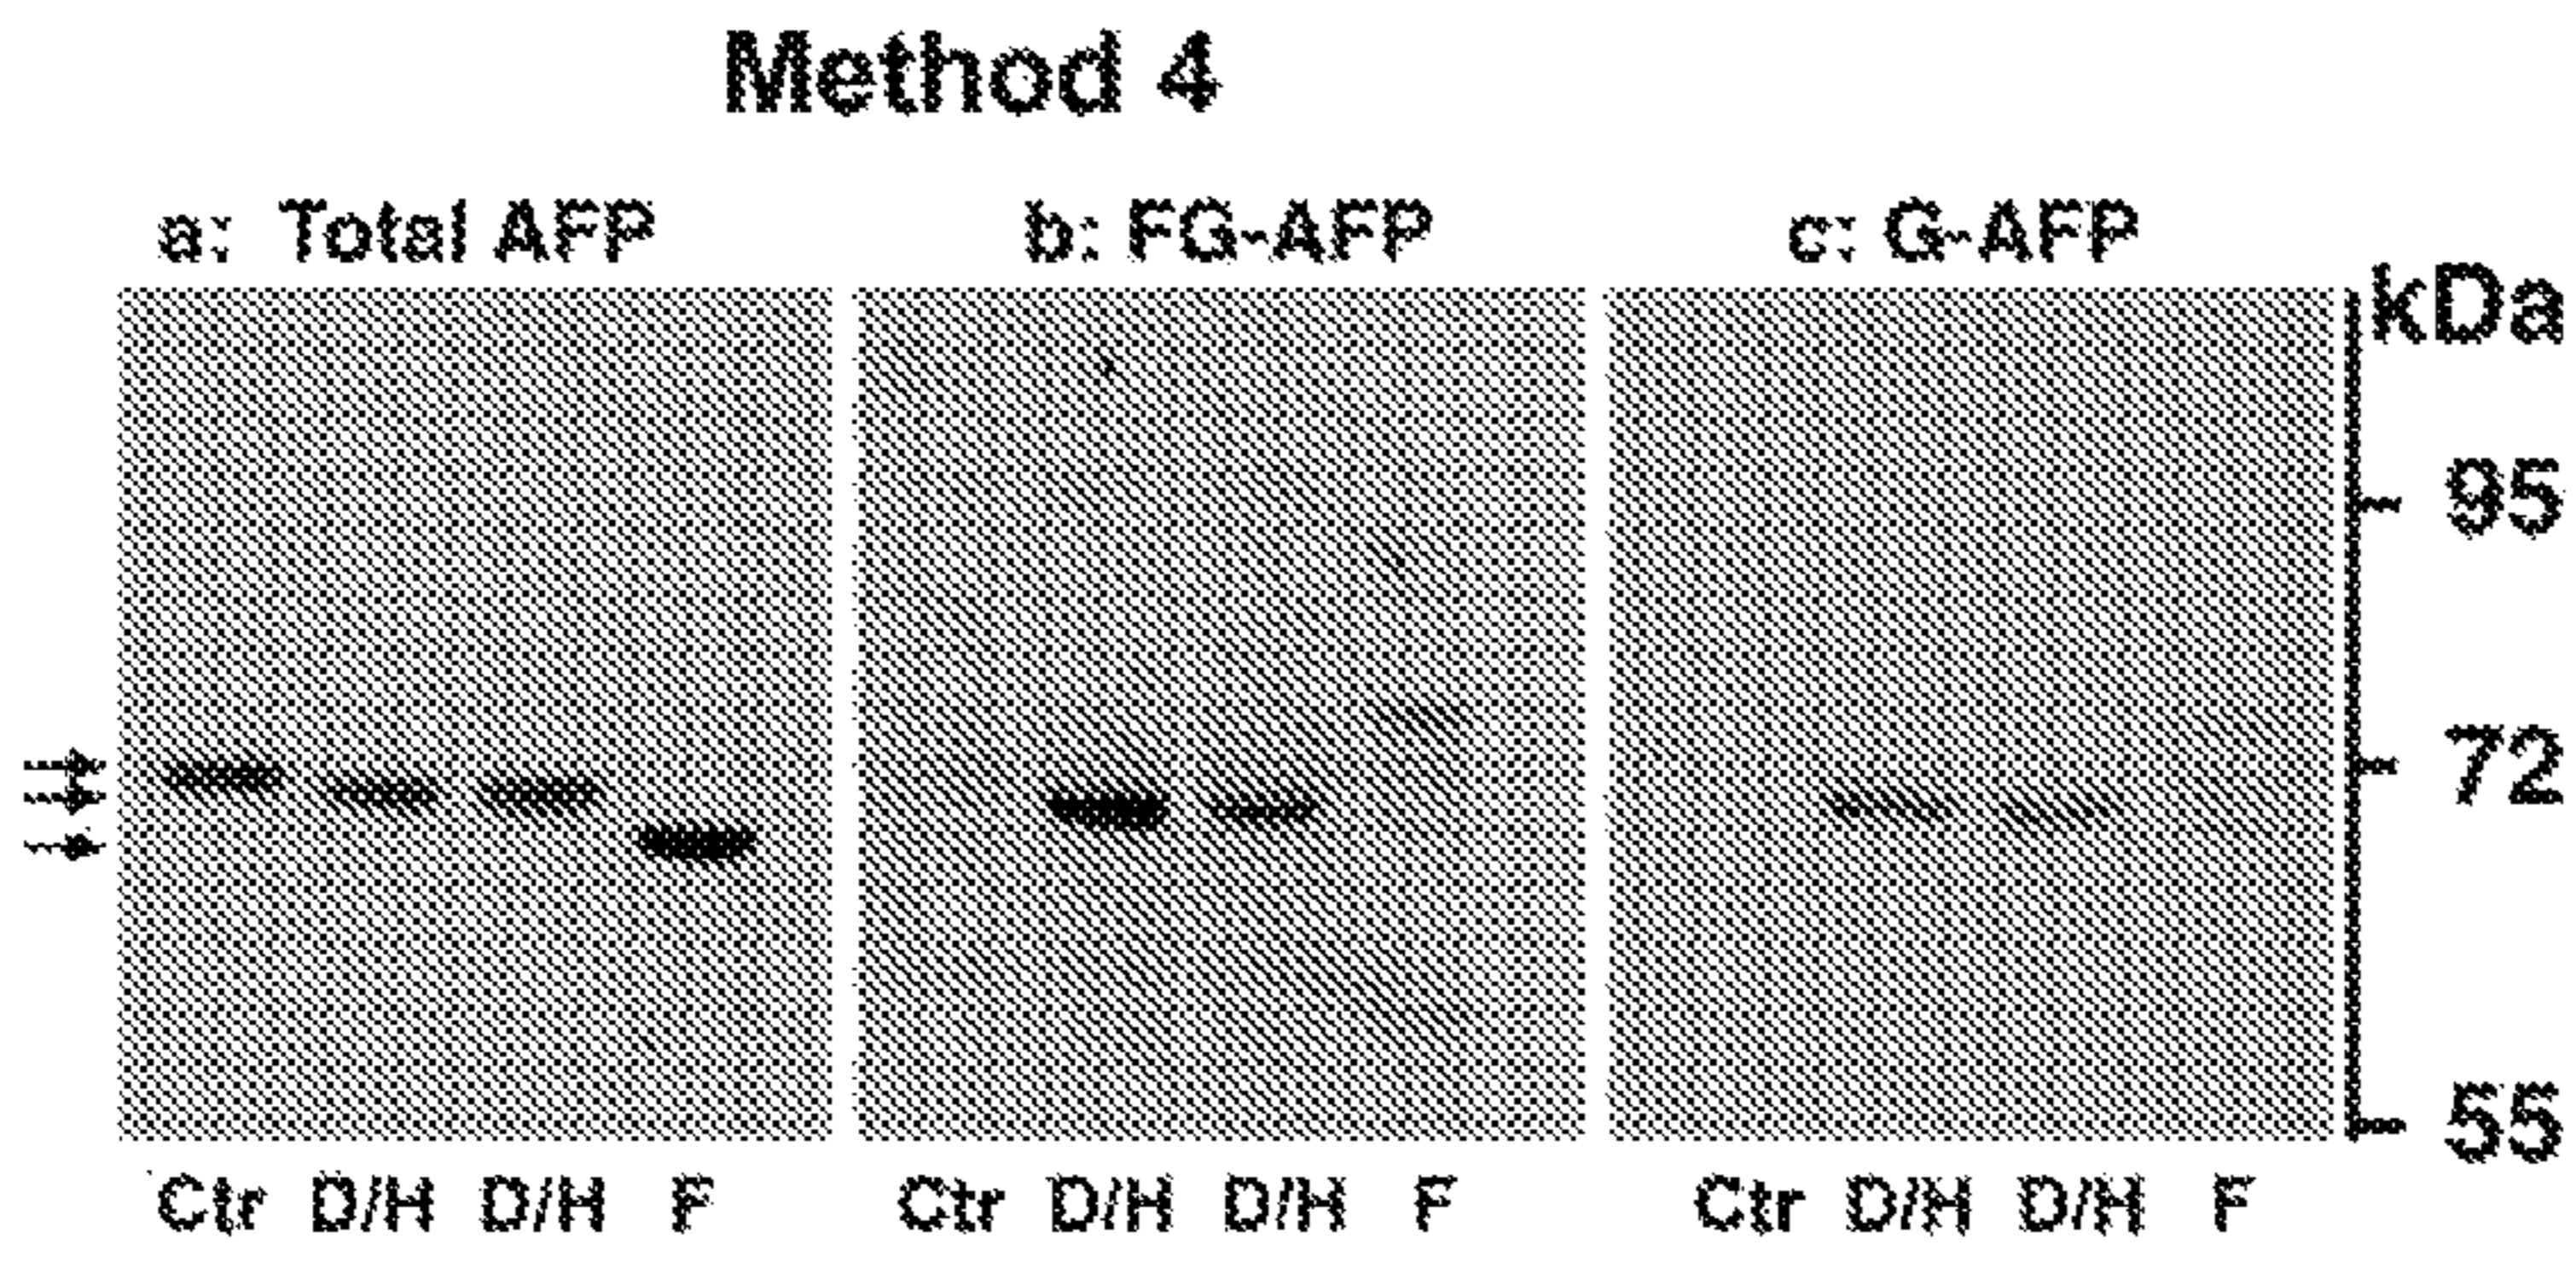 Method 4
a: Total AFP b: FG-AFP c: G-AFP
kDa
95
72
55
Ctr D/H D/H F Ctr D/H D/H F Ctr D/H D/H F